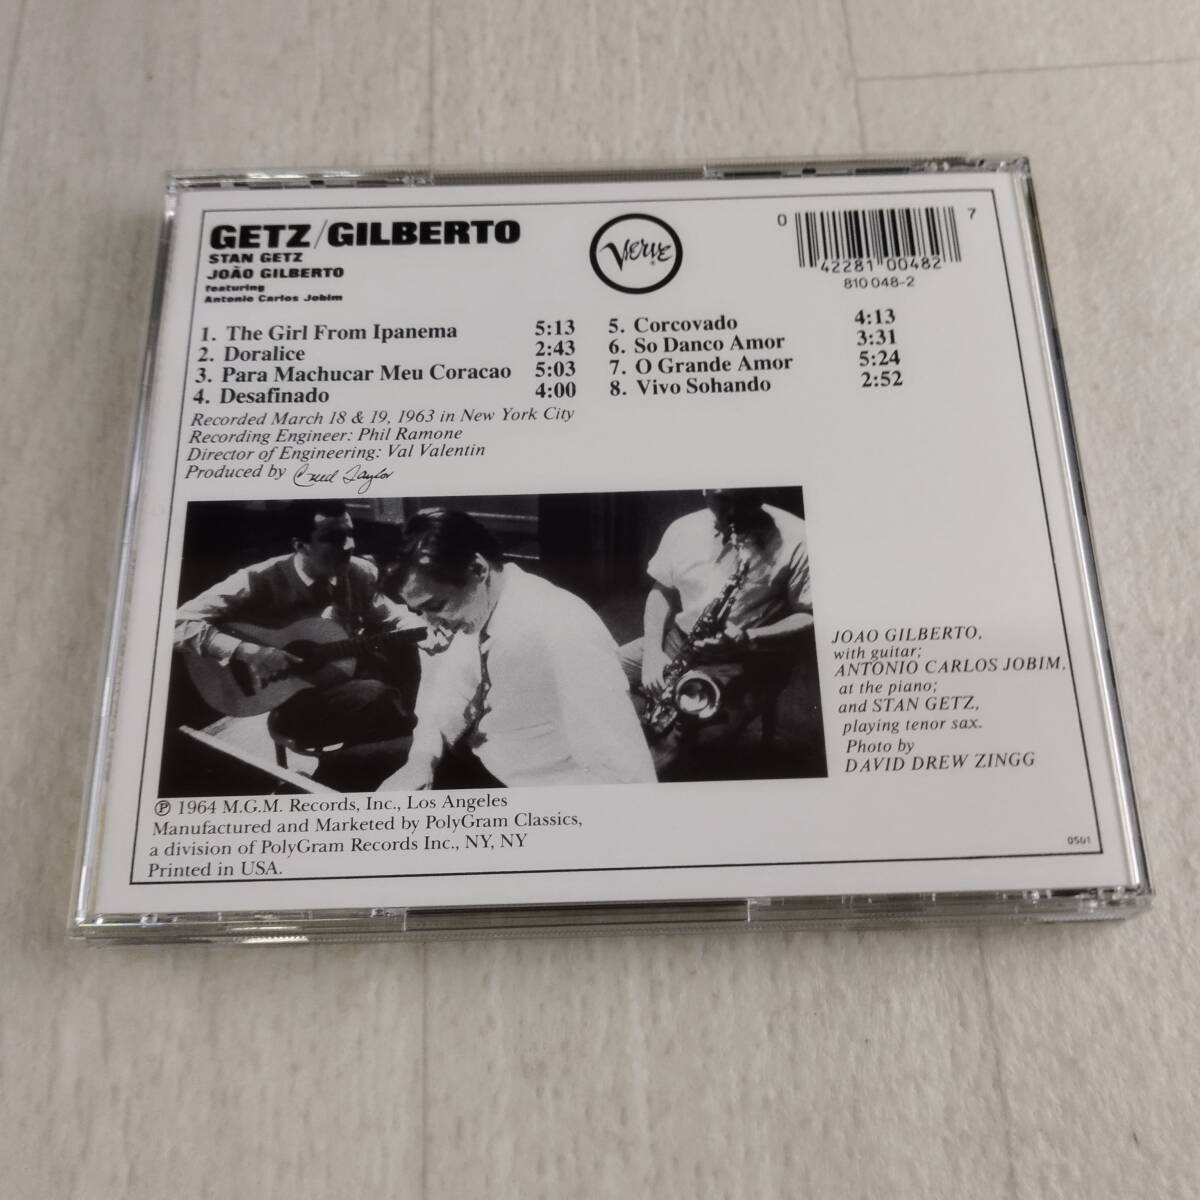 GETZ/GILBERTO
STAN GETZ
JOÃO GILBERTO
featuring
Antonio Carlos Jobim
Verve
0 42281 00482 7
810 048-2
1. The Girl From Ipanema 5:13
2. Doralice 2:43
3. Para Machucar Meu Coracao 5:03
4. Desafinado 4:00
5. Corcovado 4:13
6. So Danco Amor 3:31
7. O Grande Amor 5:24
8. Vivo Sohando 2:52
Recorded March 18 & 19, 1963 in New York City
Recording Engineer: Phil Ramone
Director of Engineering: Val Valentin
Produced by Creed Taylor
JOAO GILBERTO,
with guitar;
ANTONIO CARLOS JOBIM,
at the piano;
and STAN GETZ,
playing tenor sax.
Photo by
DAVID DREW ZINGG
℗ 1964 M.G.M. Records, Inc., Los Angeles
Manufactured and Marketed by PolyGram Classics,
a division of PolyGram Records Inc., NY, NY
Printed in USA.
0501